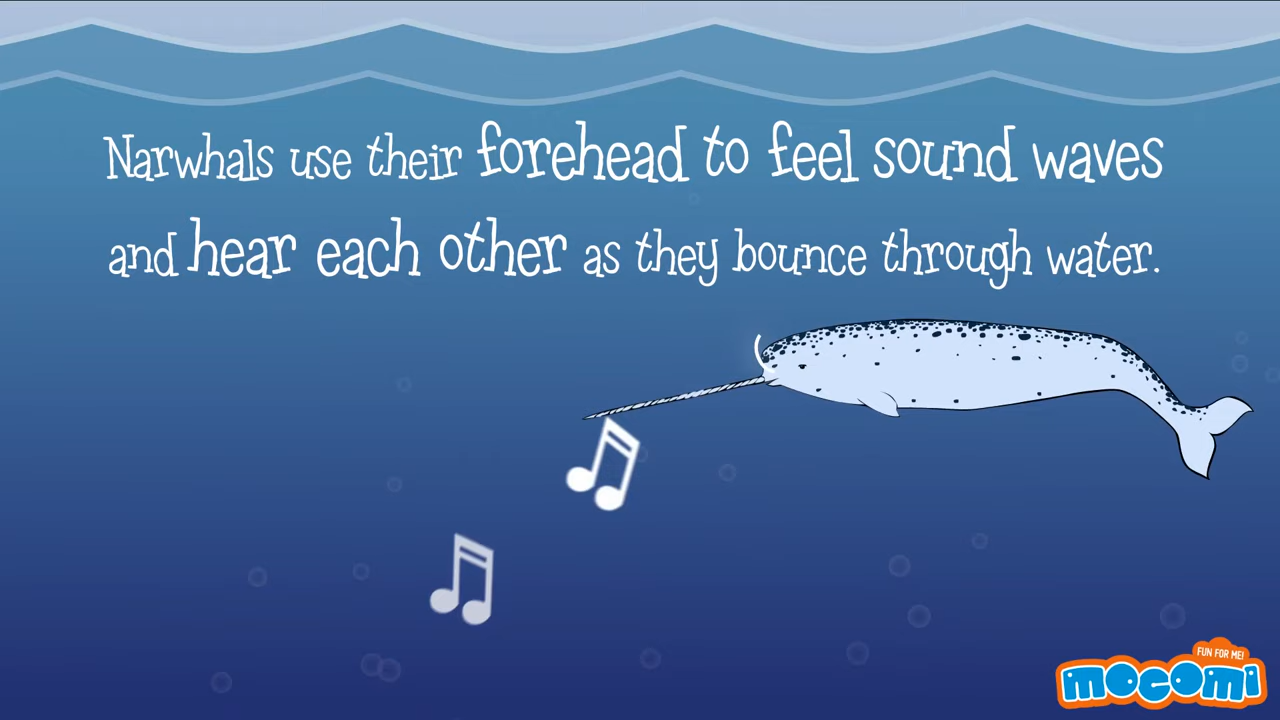 Narwhals use their forehead to feel sound waves
and hear each other as they bounce through water.
FUN FOR ME!
mocomi